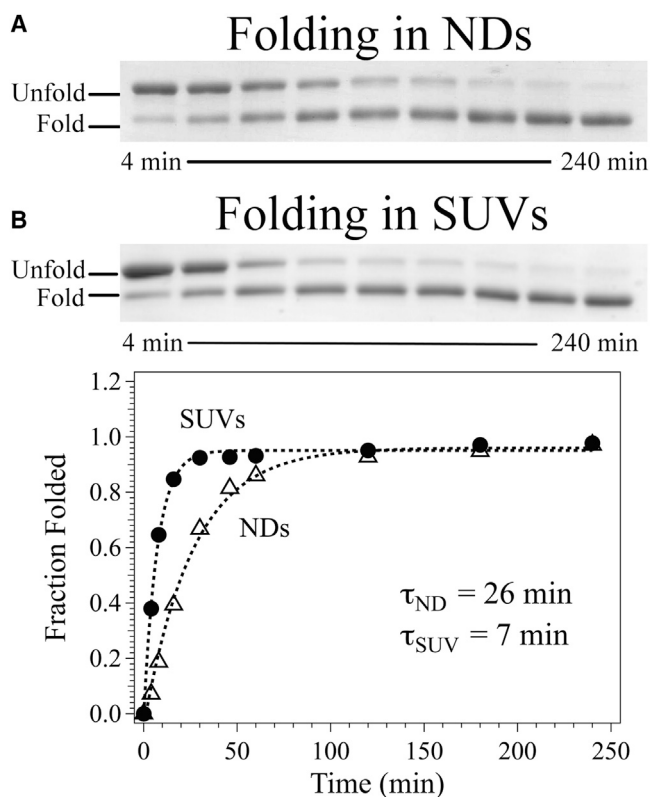 A
Folding in NDs
Unfold
Fold
4 min 240 min
B
Folding in SUVs
Unfold
Fold
4 min 240 min
1.2
1.0
0.8
0.6
0.4
0.2
0.0
Fraction Folded
SUVs
NDs
τND = 26 min
τSUV = 7 min
0 50 100 150 200 250
Time (min)